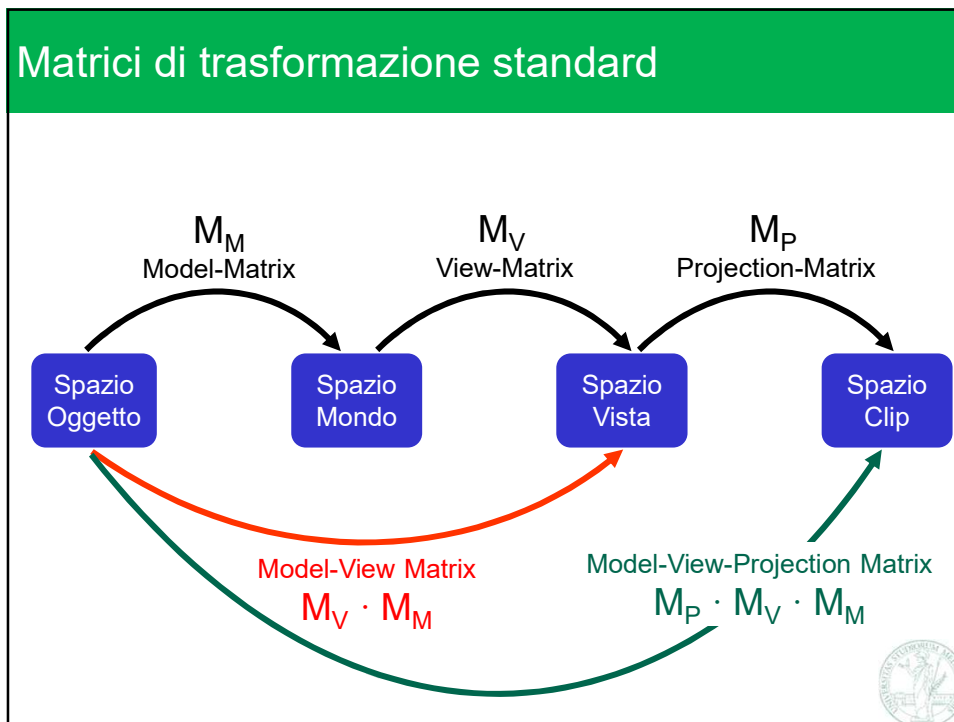 Matrici di trasformazione standard
M_M
Model-Matrix
M_V
View-Matrix
M_P
Projection-Matrix
Spazio
Oggetto
Spazio
Mondo
Spazio
Vista
Spazio
Clip
Model-View Matrix
M_V · M_M
Model-View-Projection Matrix
M_P · M_V · M_M